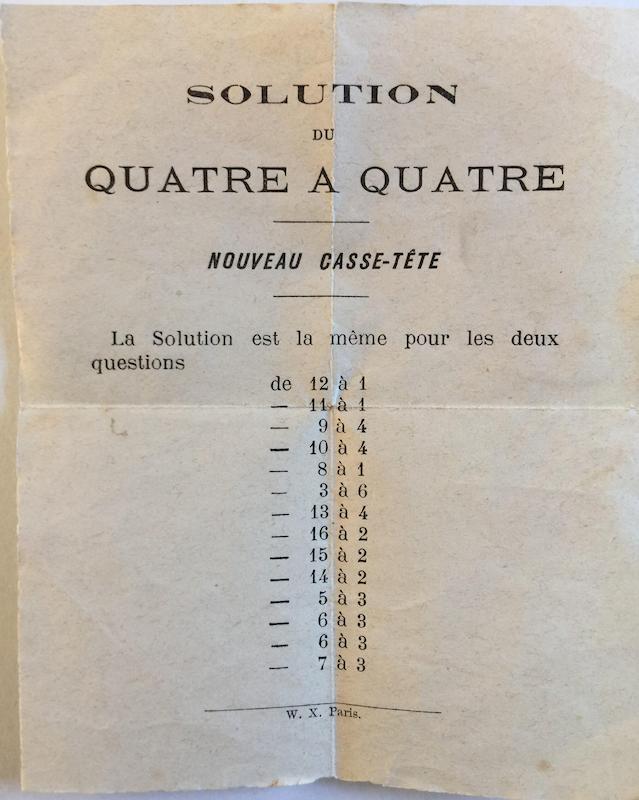 SOLUTION
DU
QUATRE A QUATRE
NOUVEAU CASSE-TÊTE
La Solution est la même pour les deux
questions
de 12 à 1
— 11 à 1
— 9 à 4
— 10 à 4
— 8 à 1
— 3 à 6
— 13 à 4
— 16 à 2
— 15 à 2
— 14 à 2
— 5 à 3
— 6 à 3
— 6 à 3
— 7 à 3
W. X. Paris.